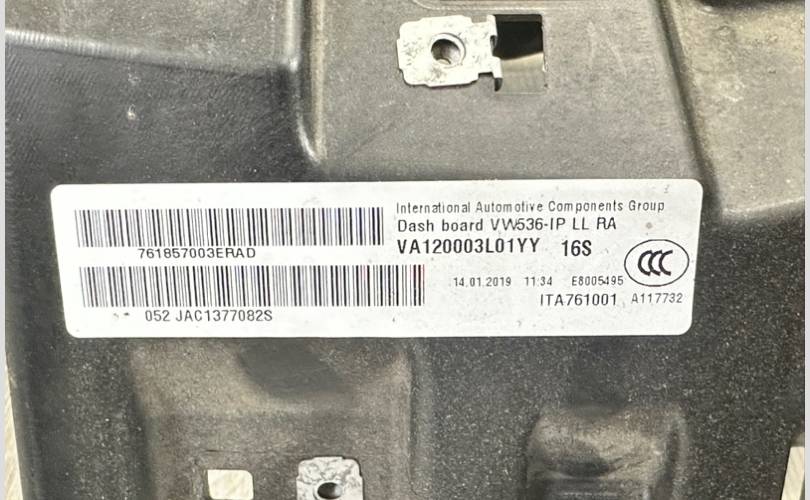 International Automotive Components Group
Dash board VW536-IP LL RA
VA120003L01YY 16S
761857003ERAD
CCC
14.01.2019 11:34 E8005495
ITA761001 A117732
052 JAC1377082S